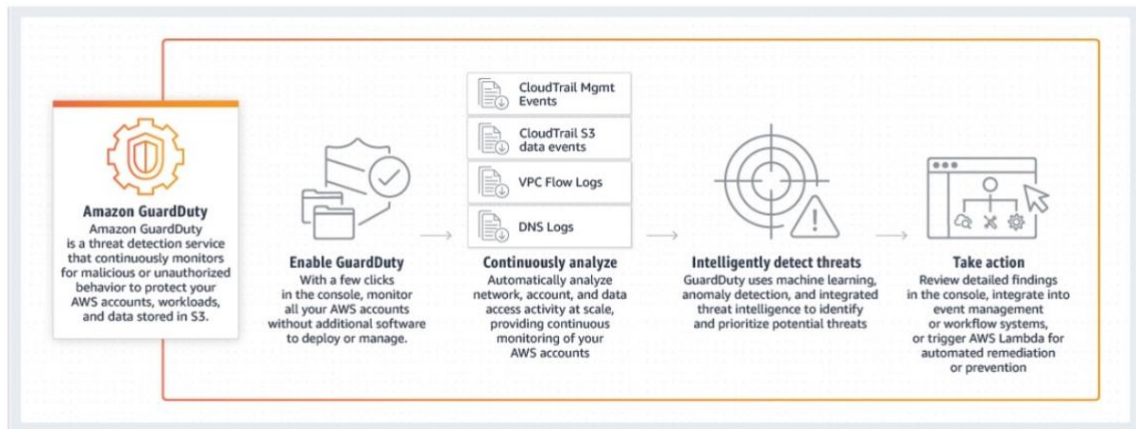 Amazon GuardDuty
Amazon GuardDuty
is a threat detection service
that continuously monitors
for malicious or unauthorized
behavior to protect your
AWS accounts, workloads,
and data stored in S3.
Enable GuardDuty
With a few clicks
in the console, monitor
all your AWS accounts
without additional software
to deploy or manage.
CloudTrail Mgmt
Events
CloudTrail S3
data events
VPC Flow Logs
DNS Logs
Continuously analyze
Automatically analyze
network, account, and data
access activity at scale,
providing continuous
monitoring of your
AWS accounts
Intelligently detect threats
GuardDuty uses machine learning,
anomaly detection, and integrated
threat intelligence to identify
and prioritize potential threats
Take action
Review detailed findings
in the console, integrate into
event management
or workflow systems,
or trigger AWS Lambda for
automated remediation
or prevention